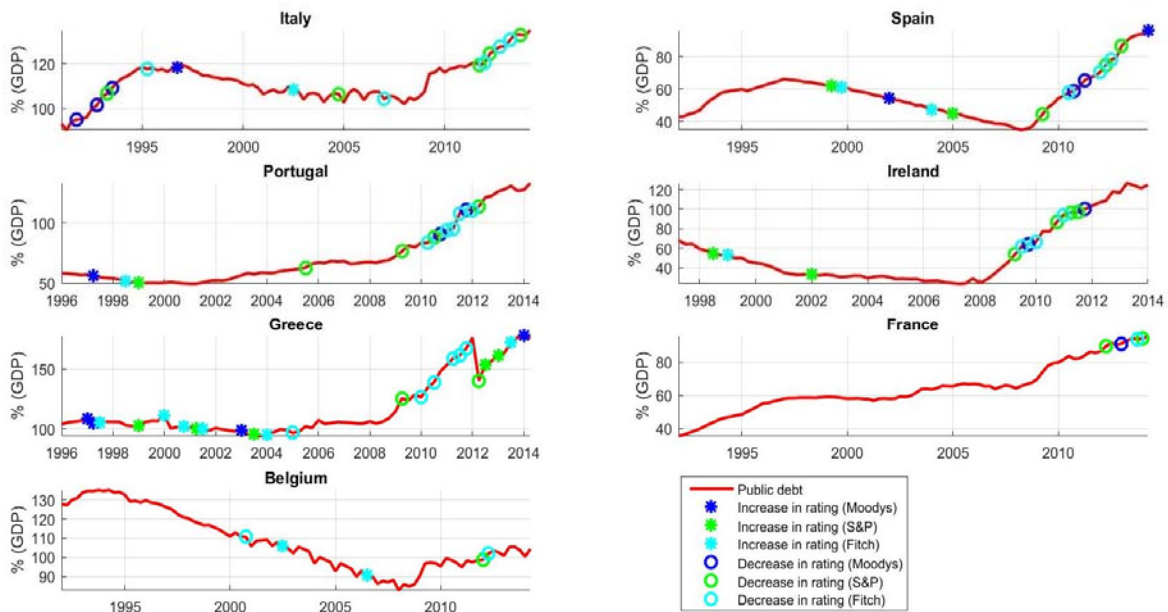 Italy
% (GDP)
120
100
1995 2000 2005 2010
Spain
% (GDP)
80
60
40
1995 2000 2005 2010
Portugal
% (GDP)
100
50
1996 1998 2000 2002 2004 2006 2008 2010 2012 2014
Ireland
% (GDP)
120
100
80
60
40
1998 2000 2002 2004 2006 2008 2010 2012 2014
Greece
% (GDP)
150
100
1996 1998 2000 2002 2004 2006 2008 2010 2012 2014
France
% (GDP)
80
60
40
1995 2000 2005 2010
Belgium
% (GDP)
130
120
110
100
90
1995 2000 2005 2010
Public debt
Increase in rating (Moodys)
Increase in rating (S&P)
Increase in rating (Fitch)
Decrease in rating (Moodys)
Decrease in rating (S&P)
Decrease in rating (Fitch)